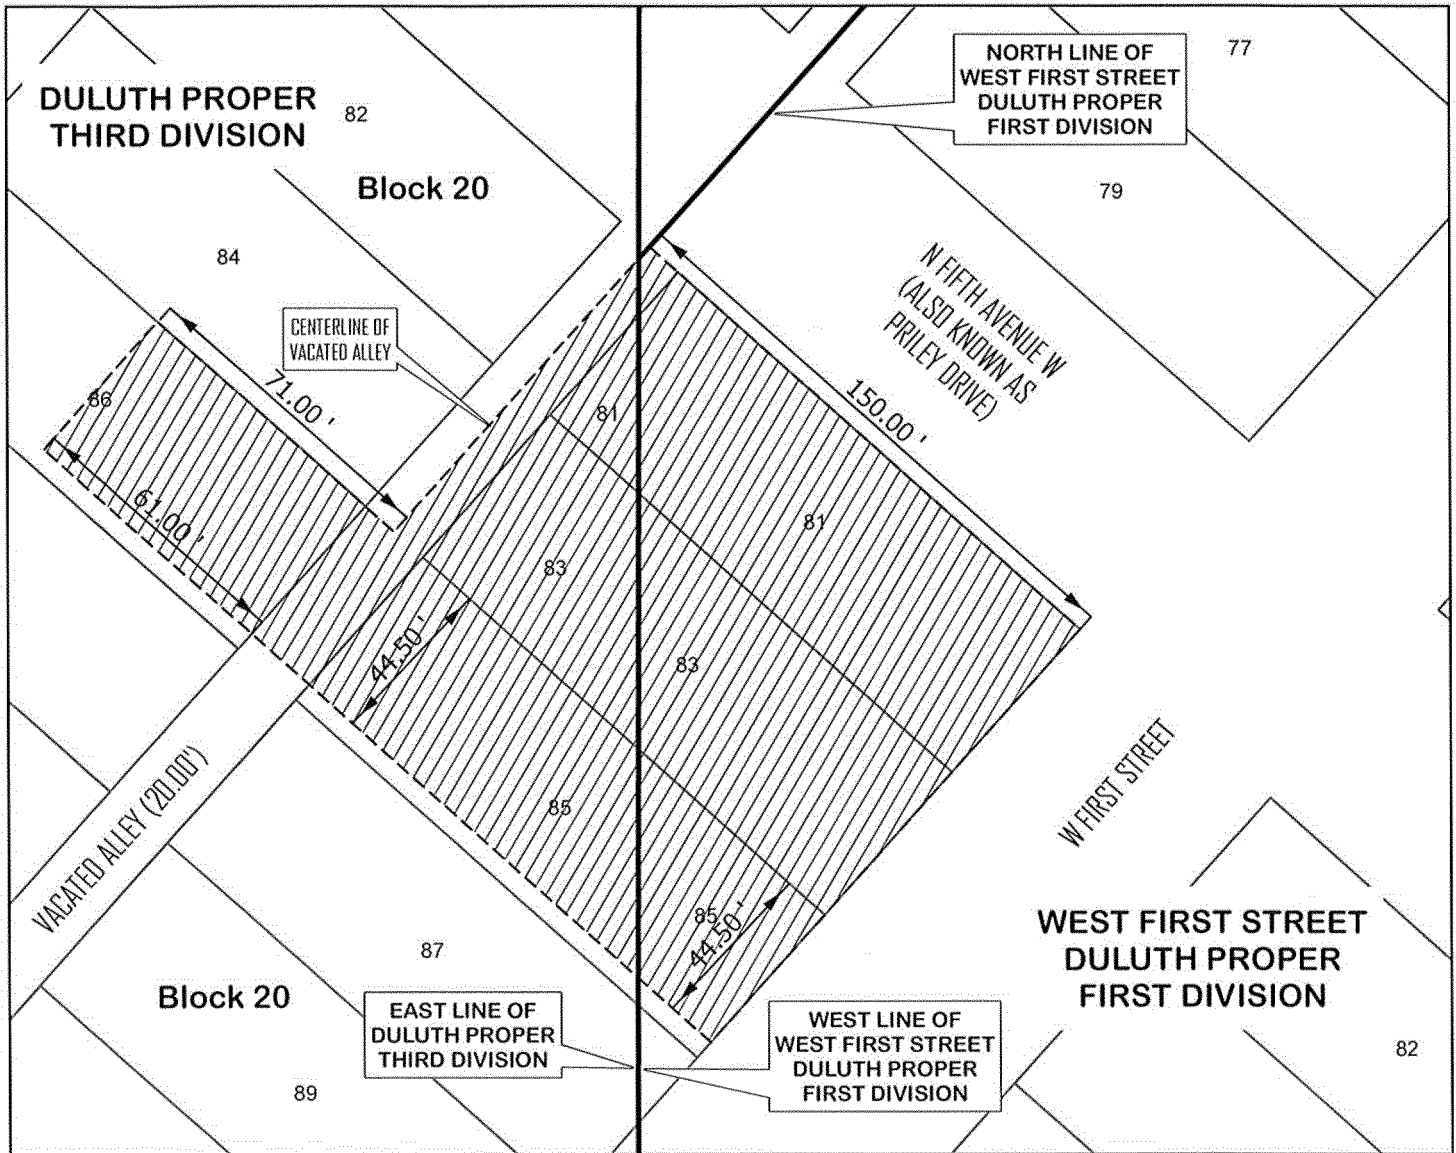 DULUTH PROPER
THIRD DIVISION
82
Block 20
84
NORTH LINE OF
WEST FIRST STREET
DULUTH PROPER
FIRST DIVISION
77
79
N FIFTH AVENUE W
(ALSO KNOWN AS
PRILEY DRIVE)
CENTERLINE OF
VACATED ALLEY
86
71.00 '
61.00 '
81
150.00 '
81
83
44.50 '
83
85
85
44.50 '
VACATED ALLEY (20.00')
W FIRST STREET
87
Block 20
89
EAST LINE OF
DULUTH PROPER
THIRD DIVISION
WEST LINE OF
WEST FIRST STREET
DULUTH PROPER
FIRST DIVISION
WEST FIRST STREET
DULUTH PROPER
FIRST DIVISION
82